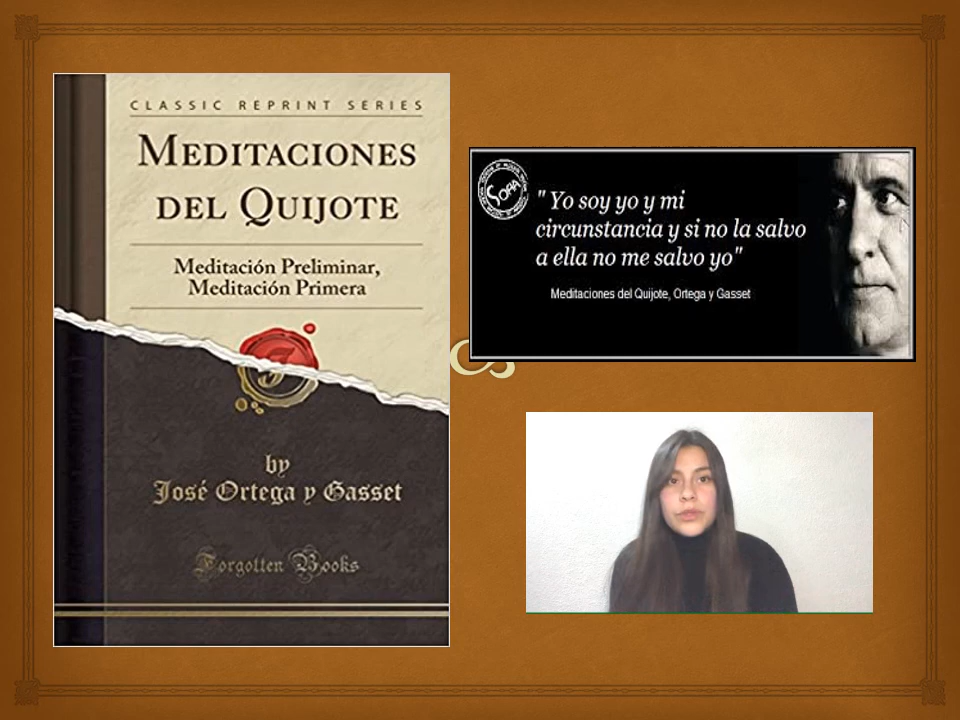 CLASSIC REPRINT SERIES
MEDITACIONES
DEL QUIJOTE
Meditación Preliminar,
Meditación Primera
by
José Ortega y Gasset
Forgotten Books
" Yo soy yo y mi
circunstancia y si no la salvo
a ella no me salvo yo"
Meditaciones del Quijote, Ortega y Gasset